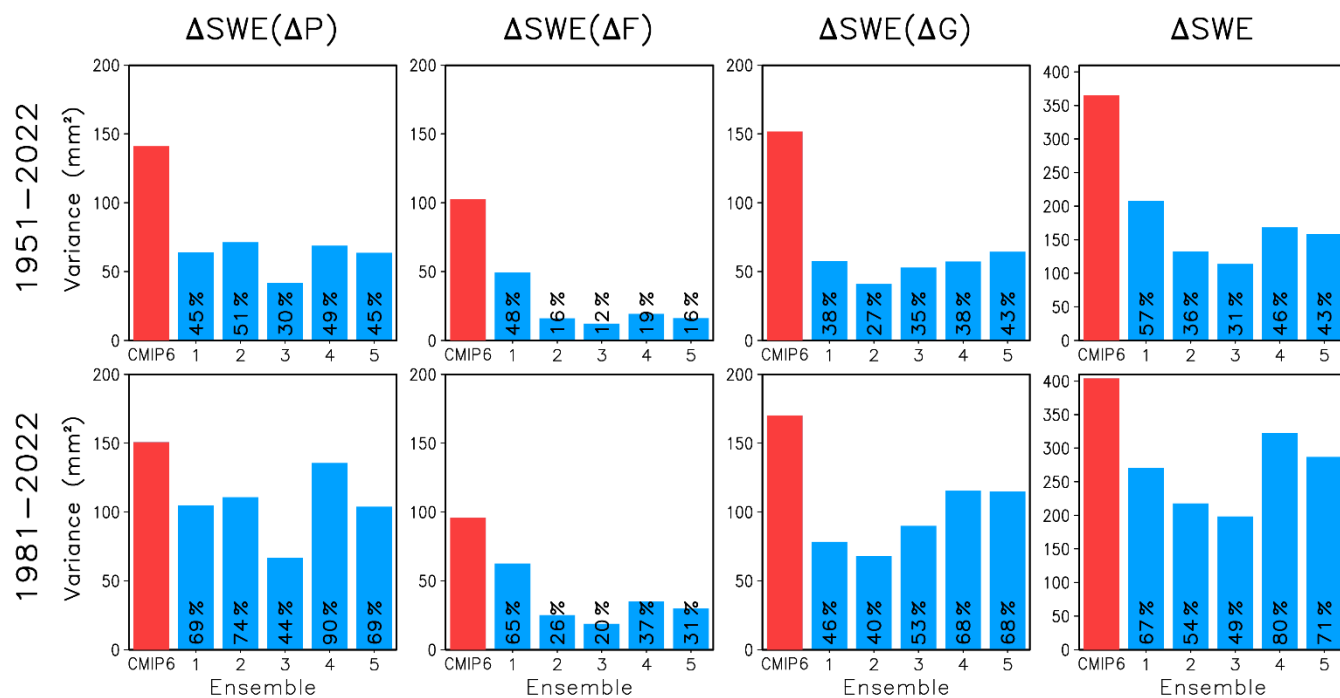 ΔSWE(ΔP) ΔSWE(ΔF) ΔSWE(ΔG) ΔSWE
1951−2022
Variance (mm²)
200
150
100
50
0
45% 51% 30% 49% 45%
CMIP6 1 2 3 4 5
200
150
100
50
0
48% 16% 12% 19% 16%
CMIP6 1 2 3 4 5
200
150
100
50
0
38% 27% 35% 38% 43%
CMIP6 1 2 3 4 5
400
350
300
250
200
150
100
50
0
57% 36% 31% 46% 43%
CMIP6 1 2 3 4 5
1981−2022
Variance (mm²)
200
150
100
50
0
69% 74% 44% 90% 69%
CMIP6 1 2 3 4 5
Ensemble
200
150
100
50
0
65% 26% 20% 37% 31%
CMIP6 1 2 3 4 5
Ensemble
200
150
100
50
0
46% 40% 53% 68% 68%
CMIP6 1 2 3 4 5
Ensemble
400
350
300
250
200
150
100
50
0
67% 54% 49% 80% 71%
CMIP6 1 2 3 4 5
Ensemble